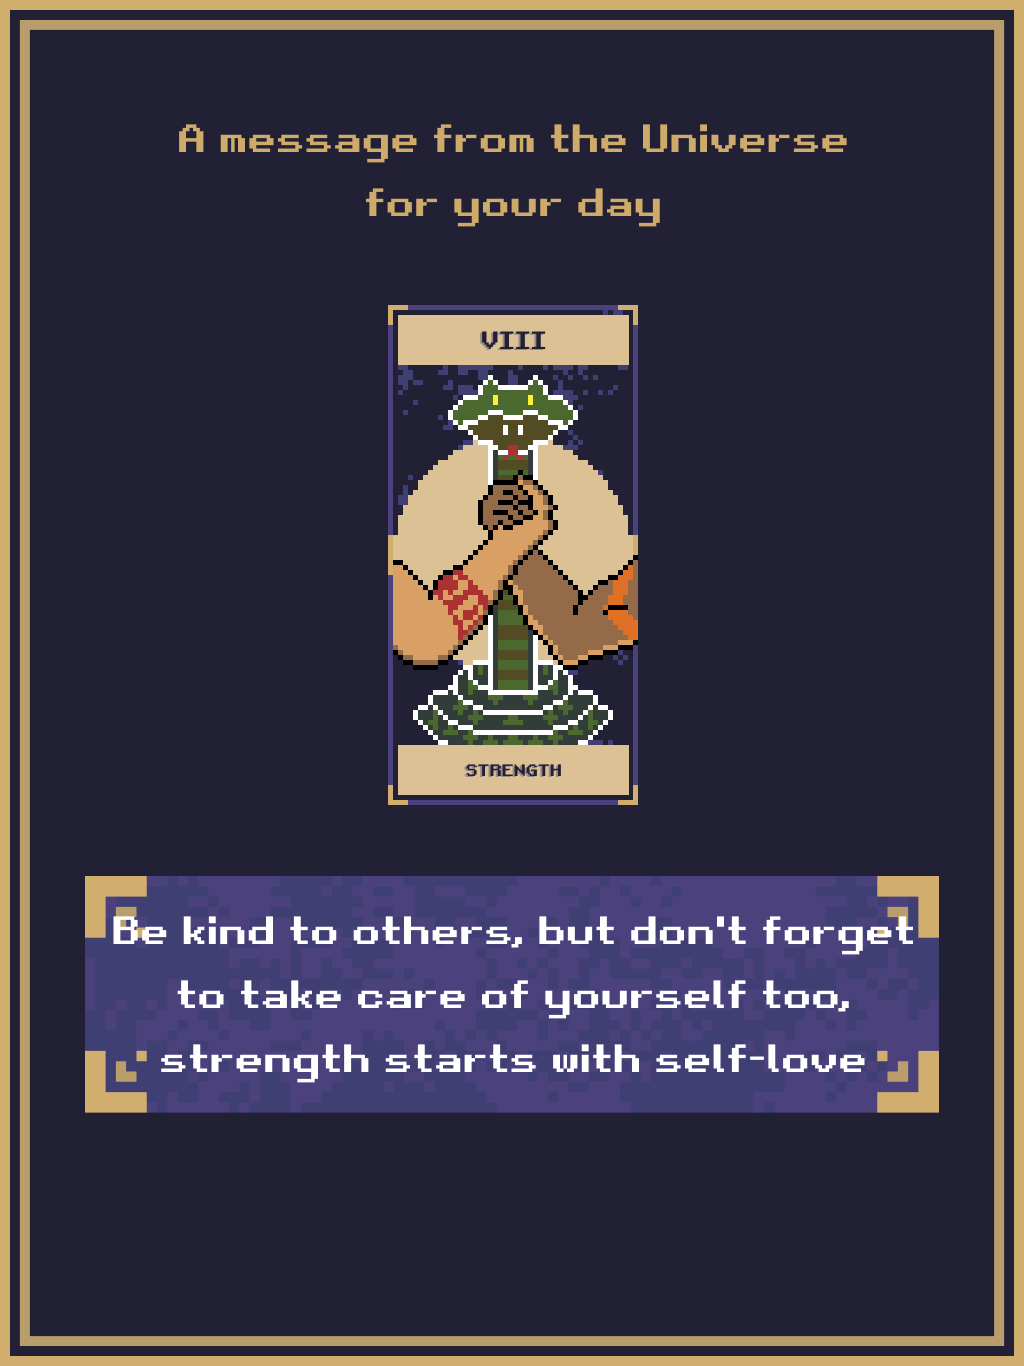 A message from the Universe
for your day
VIII
STRENGTH
Be kind to others, but don't forget
to take care of yourself too,
strength starts with self-love